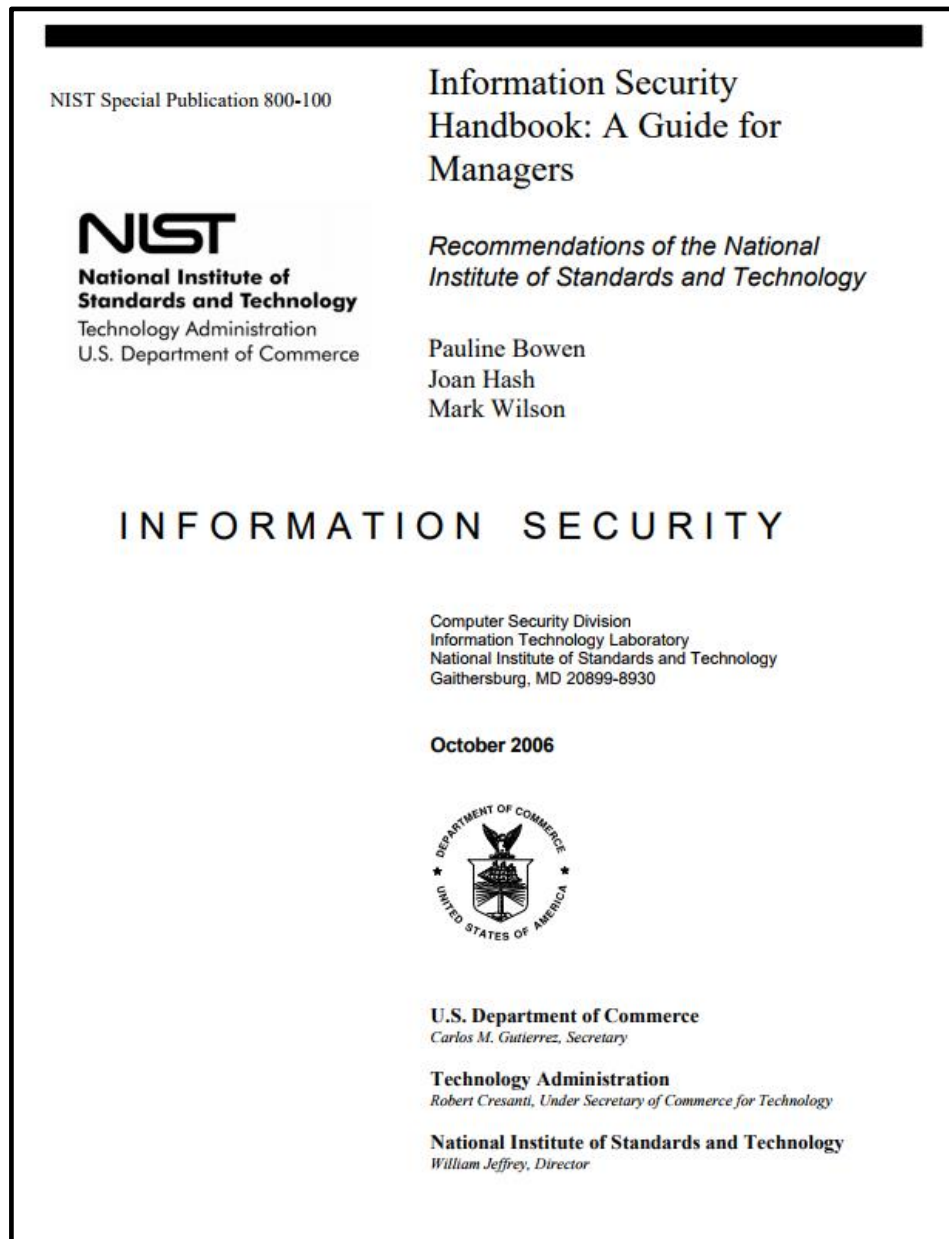 NIST Special Publication 800-100
Information Security
Handbook: A Guide for
Managers
NIST
National Institute of
Standards and Technology
Technology Administration
U.S. Department of Commerce
Recommendations of the National
Institute of Standards and Technology
Pauline Bowen
Joan Hash
Mark Wilson
INFORMATION SECURITY
Computer Security Division
Information Technology Laboratory
National Institute of Standards and Technology
Gaithersburg, MD 20899-8930
October 2006
DEPARTMENT OF COMMERCE
UNITED STATES OF AMERICA
U.S. Department of Commerce
Carlos M. Gutierrez, Secretary
Technology Administration
Robert Cresanti, Under Secretary of Commerce for Technology
National Institute of Standards and Technology
William Jeffrey, Director